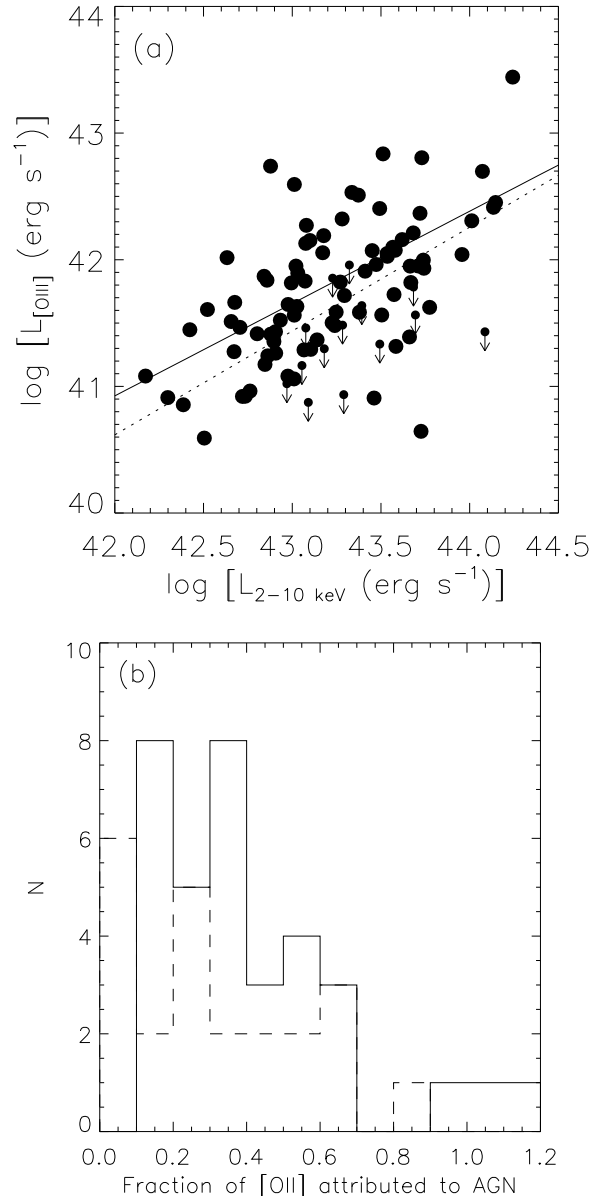 (a)
44
43
42
41
40
log [L[OIII] (erg s−1)]
42.0 42.5 43.0 43.5 44.0 44.5
log [L2−10 keV (erg s−1)]
(b)
10
8
6
4
2
0
N
0.0 0.2 0.4 0.6 0.8 1.0 1.2
Fraction of [OII] attributed to AGN